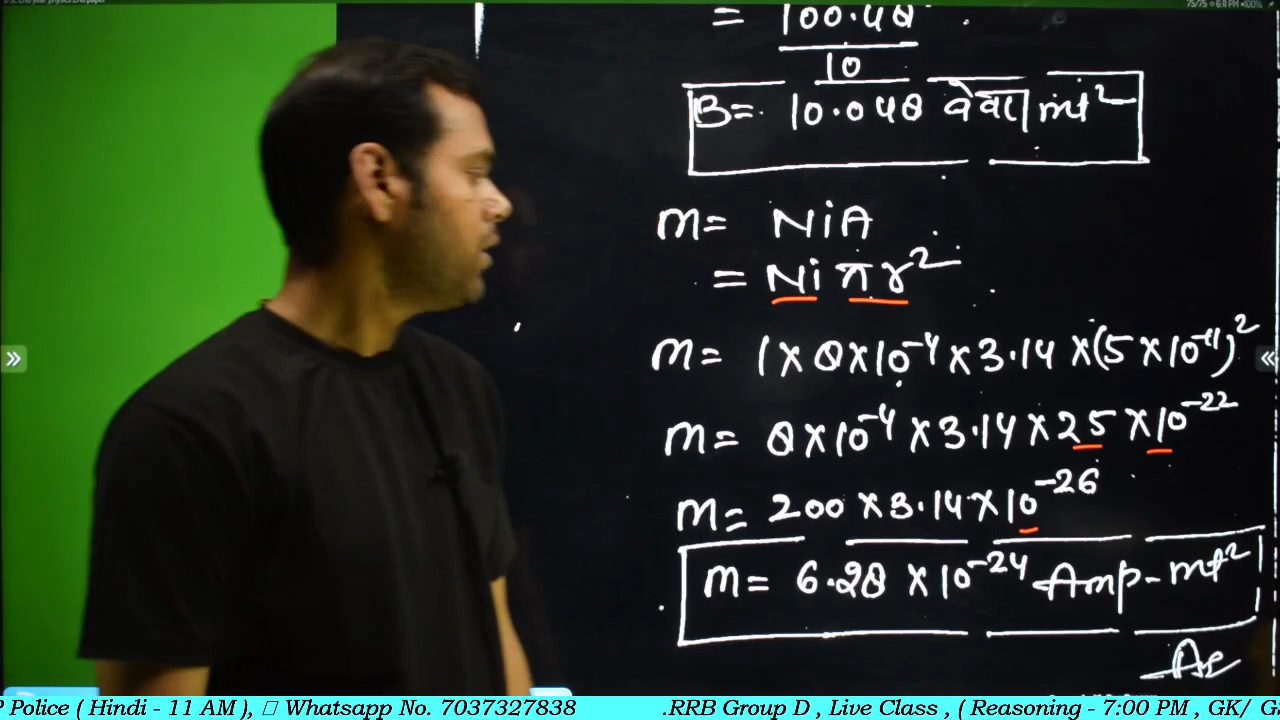 = 100.48
10
B = 10.048 वेवर/mt²
m = NiA
= Niπr²
m = 1×8×10⁻⁴×3.14×(5×10⁻¹¹)²
m = 8×10⁻⁴×3.14×25×10⁻²²
m = 200×3.14×10⁻²⁶
m = 6.28×10⁻²⁴ Amp-mt²
P Police ( Hindi - 11 AM ), Whatsapp No. 7037327838 .RRB Group D , Live Class , ( Reasoning - 7:00 PM , GK/